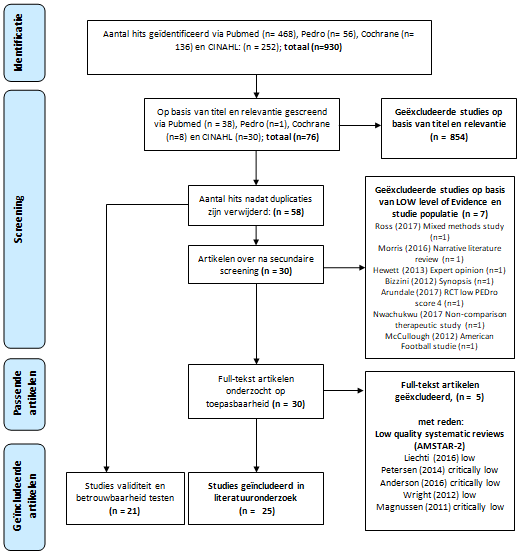 Identificatie
Aantal hits geïdentificeerd via Pubmed (n= 468), Pedro (n= 56), Cochrane (n=
136) en CINAHL: (n = 252); totaal (n=930)
Screening
Op basis van titel en relevantie gescreend
via Pubmed (n = 38), Pedro (n=1), Cochrane
(n=8) en CINAHL (n=30); totaal (n=76)
Geëxcludeerde studies op
basis van titel en relevantie
(n = 854)
Aantal hits nadat duplicaties
zijn verwijderd: (n = 58)
Artikelen over na secundaire
screening (n = 30)
Geëxcludeerde studies op basis
van LOW level of Evidence en
studie populatie (n = 7)
Ross (2017) Mixed methods study
(n=1)
Morris (2016) Narrative literature
review (n= 1)
Hewett (2013) Expert opinion (n=1)
Bizzini (2012) Synopsis (n=1)
Arundale (2017) RCT low PEDro
score 4 (n=1)
Nwachukwu (2017 Non-comparison
therapeutic study (n=1)
McCullough (2012) American
Football studie (n=1)
Passende
artikelen
Full-tekst artikelen
onderzocht op
toepasbaarheid (n = 30)
Full-tekst artikelen
geëxcludeerd, (n = 5)
met reden:
Low quality systematic reviews
(AMSTAR-2)
Liechti (2016) low
Petersen (2014) critically low
Anderson (2016) critically low
Wright (2012) low
Magnussen (2011) critically low
Geïncludeerde
artikelen
Studies validiteit en
betrouwbaarheid testen
(n = 21)
Studies geïncludeerd in
literatuuronderzoek
(n = 25)